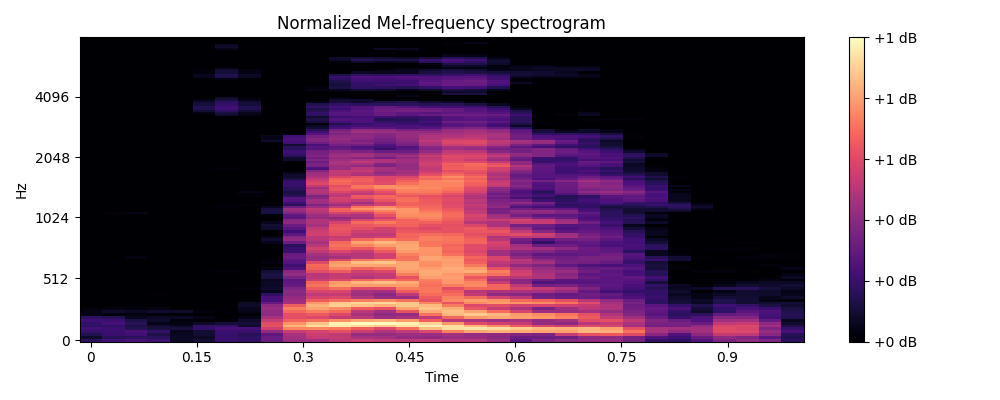 Normalized Mel-frequency spectrogram
+1 dB
4096
+1 dB
2048
+1 dB
Hz
1024
+0 dB
512
+0 dB
0
+0 dB
0 0.15 0.3 0.45 0.6 0.75 0.9
Time